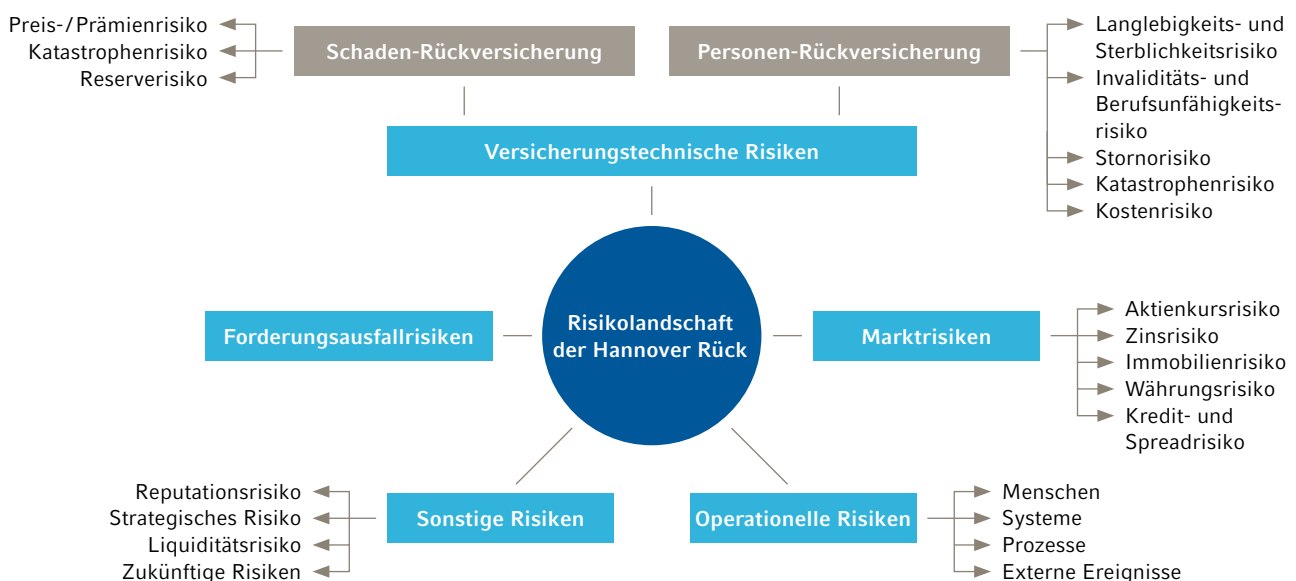 Preis-/Prämienrisiko
Katastrophenrisiko
Reserverisiko
Schaden-Rückversicherung
Personen-Rückversicherung
Langlebigkeits- und
Sterblichkeitsrisiko
Invaliditäts- und
Berufsunfähigkeits-
risiko
Stornorisiko
Katastrophenrisiko
Kostenrisiko
Versicherungstechnische Risiken
Forderungsausfallrisiken
Risikolandschaft
der Hannover Rück
Marktrisiken
Aktienkursrisiko
Zinsrisiko
Immobilienrisiko
Währungsrisiko
Kredit- und
Spreadrisiko
Reputationsrisiko
Strategisches Risiko
Liquiditätsrisiko
Zukünftige Risiken
Sonstige Risiken
Operationelle Risiken
Menschen
Systeme
Prozesse
Externe Ereignisse